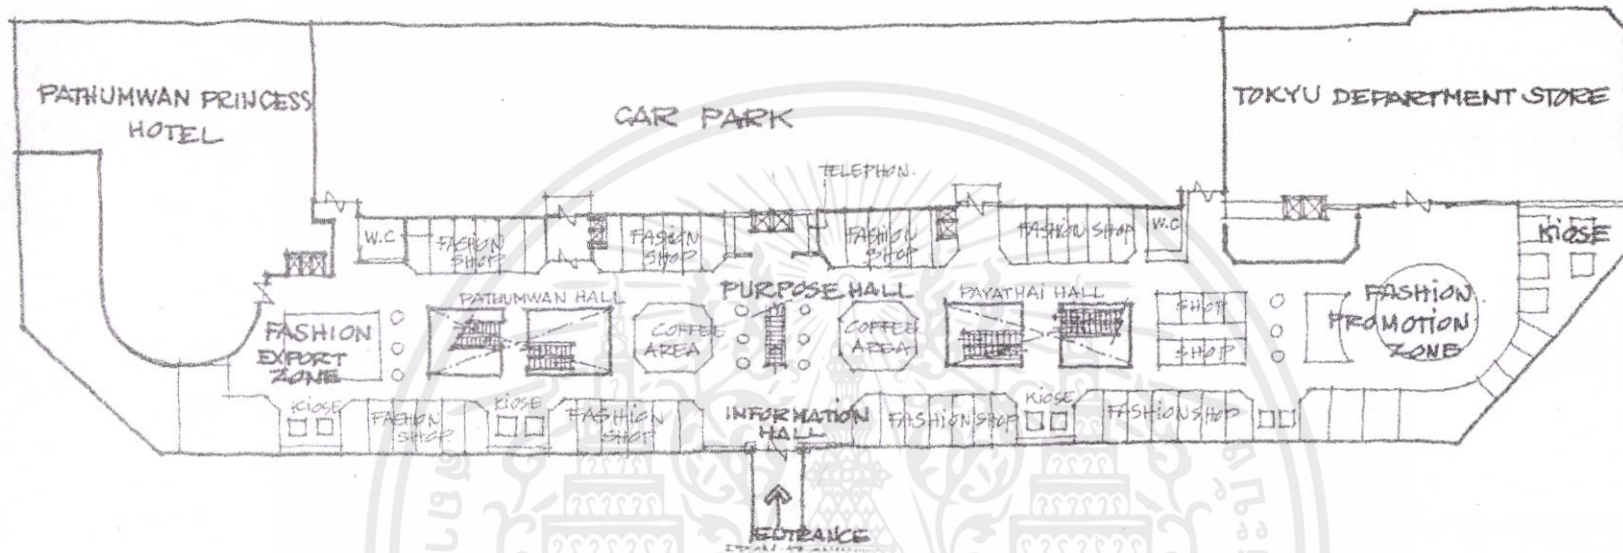 PATHUMWAN PRINCESS
HOTEL
CAR PARK
TOKYU DEPARTMENT STORE
TELEPHON.
W.C
FASHION
SHOP
FASHION
SHOP
FASHION
SHOP
FASHION SHOP
W.C
KIOSE
PATHUMWAN HALL
PURPOSE HALL
PAYATHAI HALL
FASHION
EXPORT
ZONE
COFFEE
AREA
COFFEE
AREA
SHOP
SHOP
FASHION
PROMOTION
ZONE
KIOSE
FASHION
SHOP
KIOSE
FASHION
SHOP
INFORMATION
HALL
FASHION SHOP
KIOSE
FASHION SHOP
ENTRANCE